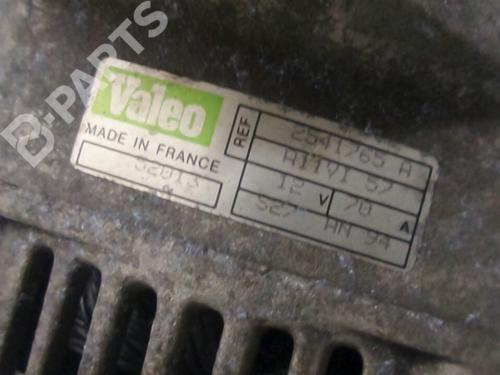 B-PARTS
Valeo
MADE IN FRANCE
REF
2541765 A
A11VI 57
12 V 70 A
527 AN 94